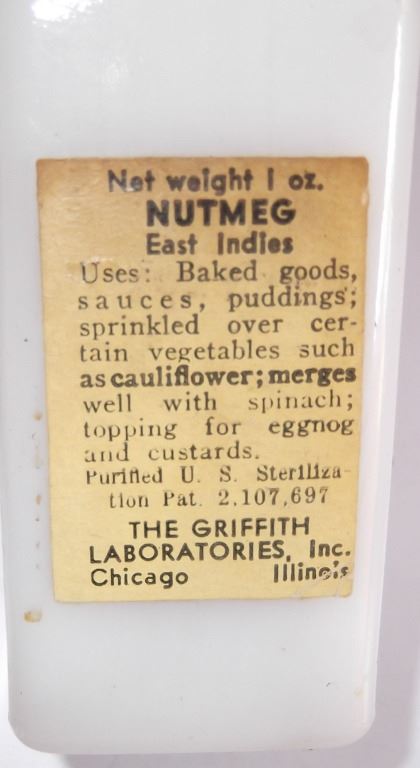 Net weight 1 oz.
NUTMEG
East Indies
Uses: Baked goods,
sauces, puddings;
sprinkled over cer-
tain vegetables such
as cauliflower; merges
well with spinach;
topping for eggnog
and custards.
Purified U. S. Steriliza-
tion Pat. 2,107,697
THE GRIFFITH
LABORATORIES, Inc.
Chicago Illinois